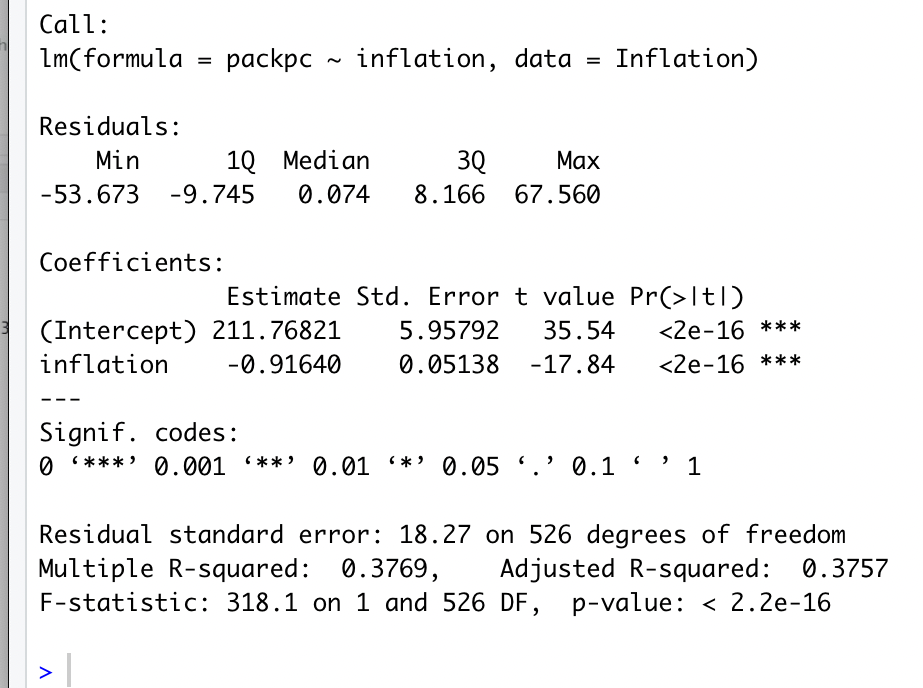 Call:
lm(formula = packpc ~ inflation, data = Inflation)
Residuals:
    Min      1Q  Median      3Q     Max
-53.673  -9.745   0.074   8.166  67.560
Coefficients:
             Estimate Std. Error t value Pr(>|t|)
(Intercept) 211.76821    5.95792   35.54   <2e-16 ***
inflation    -0.91640    0.05138  -17.84   <2e-16 ***
---
Signif. codes:
0 ‘***’ 0.001 ‘**’ 0.01 ‘*’ 0.05 ‘.’ 0.1 ‘ ’ 1
Residual standard error: 18.27 on 526 degrees of freedom
Multiple R-squared:  0.3769,    Adjusted R-squared:  0.3757
F-statistic: 318.1 on 1 and 526 DF,  p-value: < 2.2e-16
>